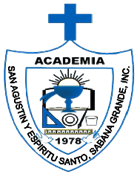 ACADEMIA
SAN AGUSTIN Y ESPIRITU SANTO, SABANA GRANDE, INC.
1978